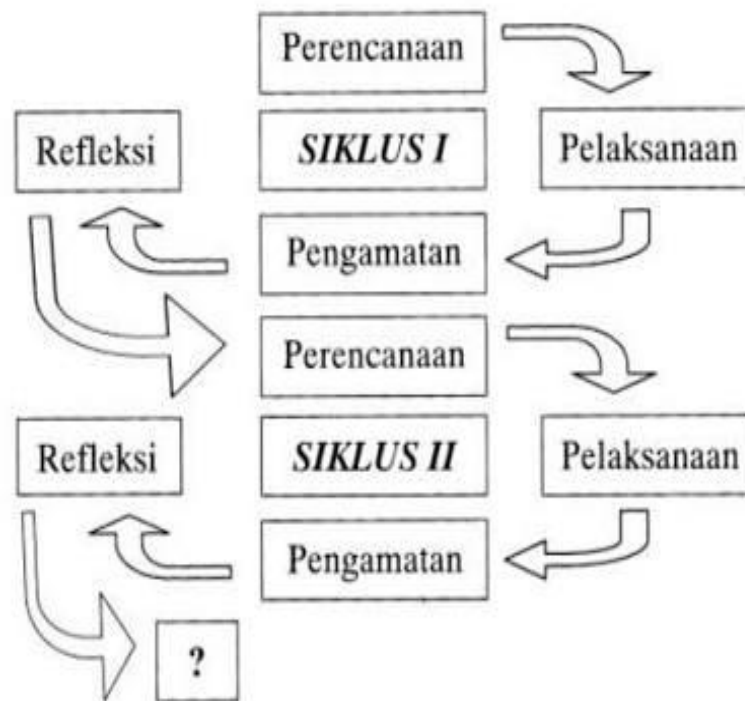 Perencanaan
Refleksi
SIKLUS I
Pelaksanaan
Pengamatan
Perencanaan
Refleksi
SIKLUS II
Pelaksanaan
Pengamatan
?